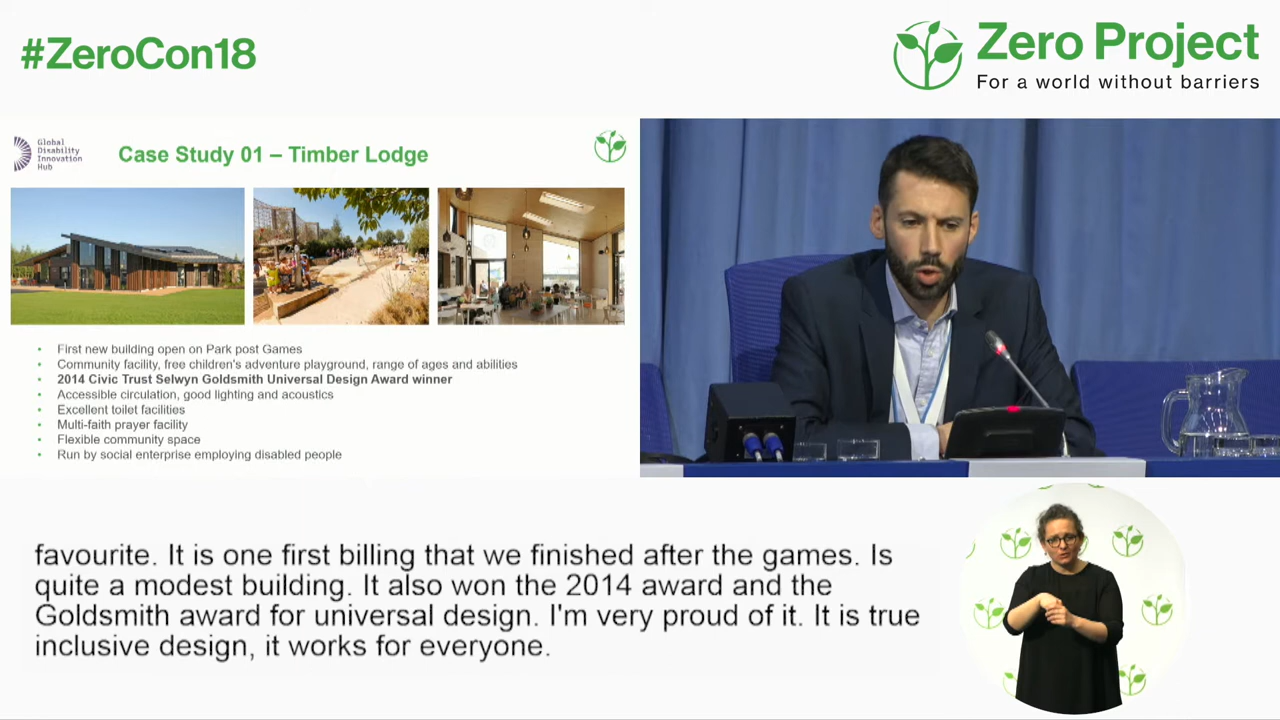 #ZeroCon18
Zero Project
For a world without barriers
Global
Disability
Innovation
Hub
Case Study 01 – Timber Lodge
• First new building open on Park post Games
• Community facility, free children's adventure playground, range of ages and abilities
• 2014 Civic Trust Selwyn Goldsmith Universal Design Award winner
• Accessible circulation, good lighting and acoustics
• Excellent toilet facilities
• Multi-faith prayer facility
• Flexible community space
• Run by social enterprise employing disabled people
favourite. It is one first billing that we finished after the games. Is
quite a modest building. It also won the 2014 award and the
Goldsmith award for universal design. I'm very proud of it. It is true
inclusive design, it works for everyone.